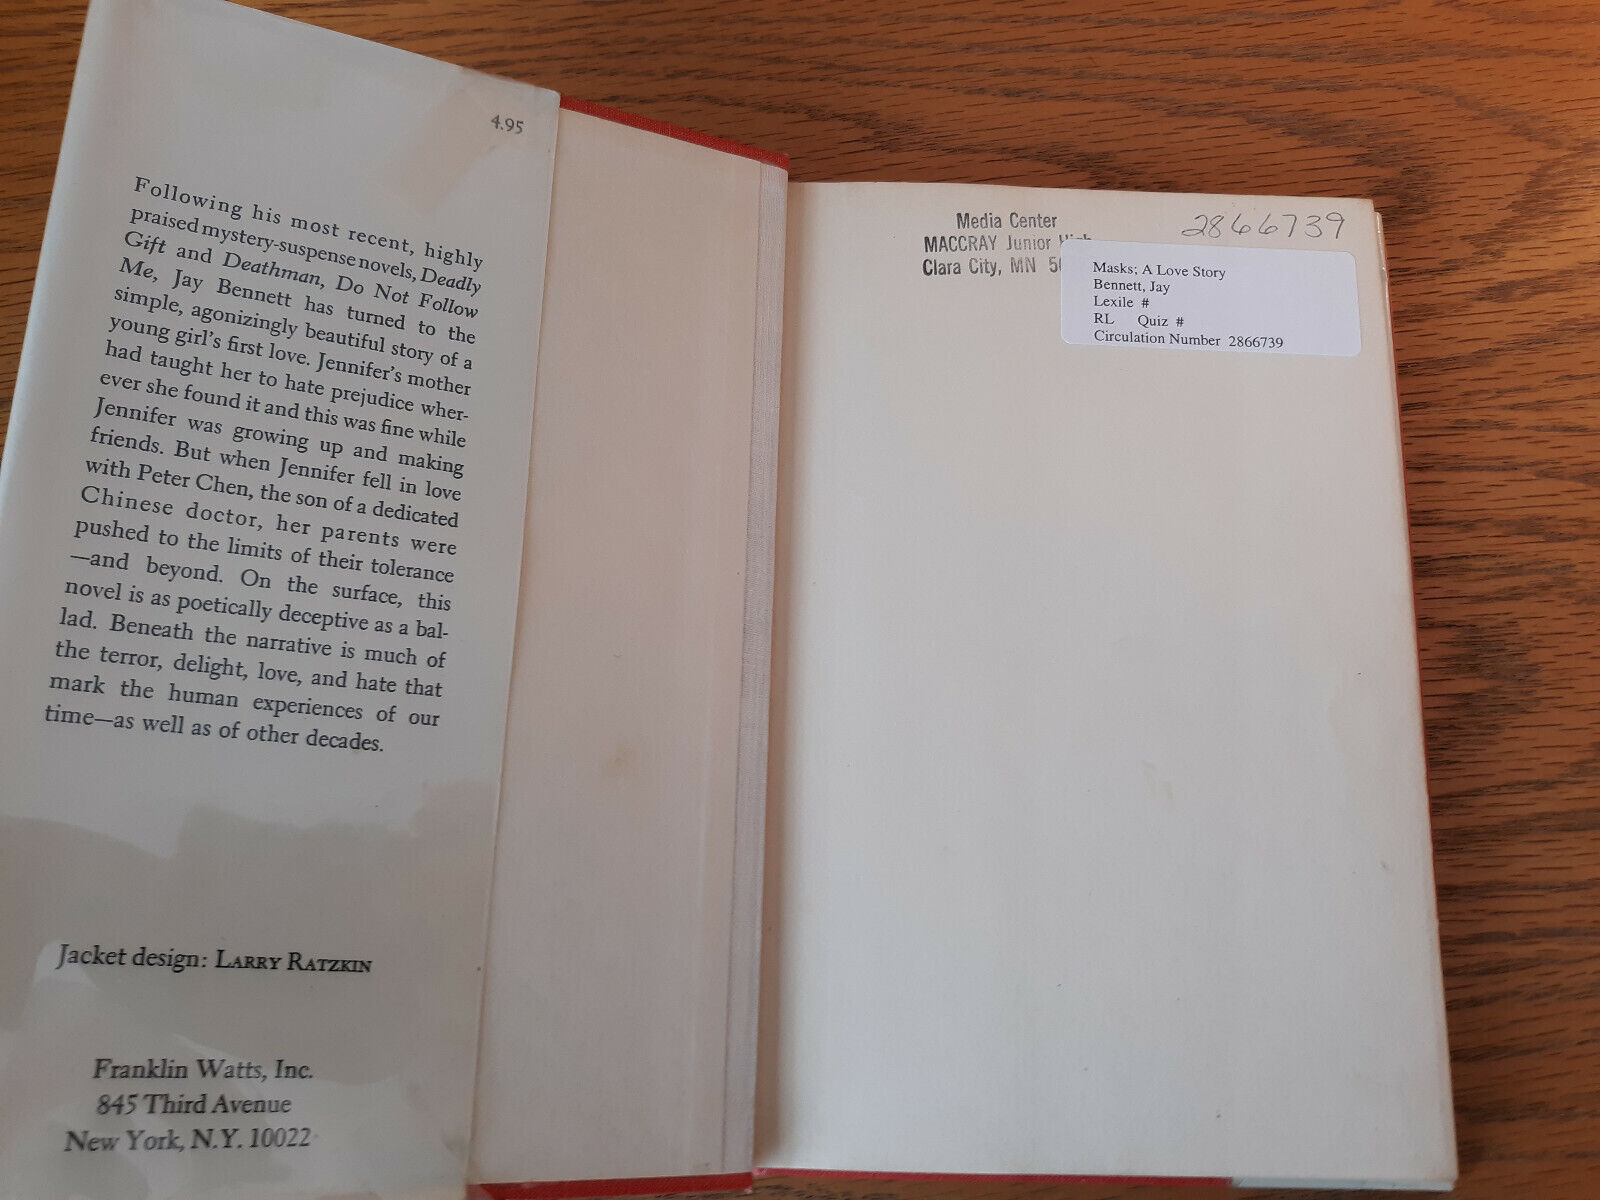 4.95
Following his most recent, highly
praised mystery-suspense novels, Deadly
Gift and Deathman, Do Not Follow
Me, Jay Bennett has turned to the
simple, agonizingly beautiful story of a
young girl's first love. Jennifer's mother
had taught her to hate prejudice wher-
ever she found it and this was fine while
Jennifer was growing up and making
friends. But when Jennifer fell in love
with Peter Chen, the son of a dedicated
Chinese doctor, her parents were
pushed to the limits of their tolerance
—and beyond. On the surface, this
novel is as poetically deceptive as a bal-
lad. Beneath the narrative is much of
the terror, delight, love, and hate that
mark the human experiences of our
time—as well as of other decades.
Jacket design: LARRY RATZKIN
Franklin Watts, Inc.
845 Third Avenue
New York, N.Y. 10022
Media Center
MACCRAY Junior
Clara City, MN
2866739
Masks; A Love Story
Bennett, Jay
Lexile #
RL Quiz #
Circulation Number 2866739